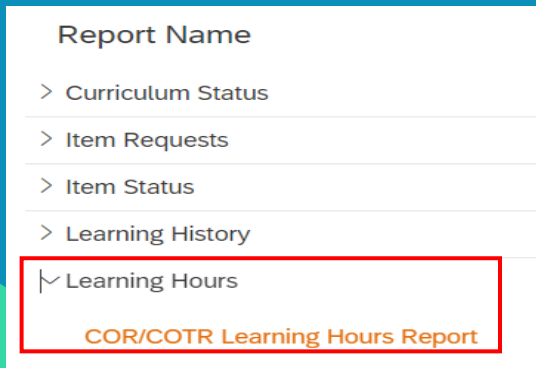 Report Name
Curriculum Status
Item Requests
Item Status
Learning History
Learning Hours
COR/COTR Learning Hours Report